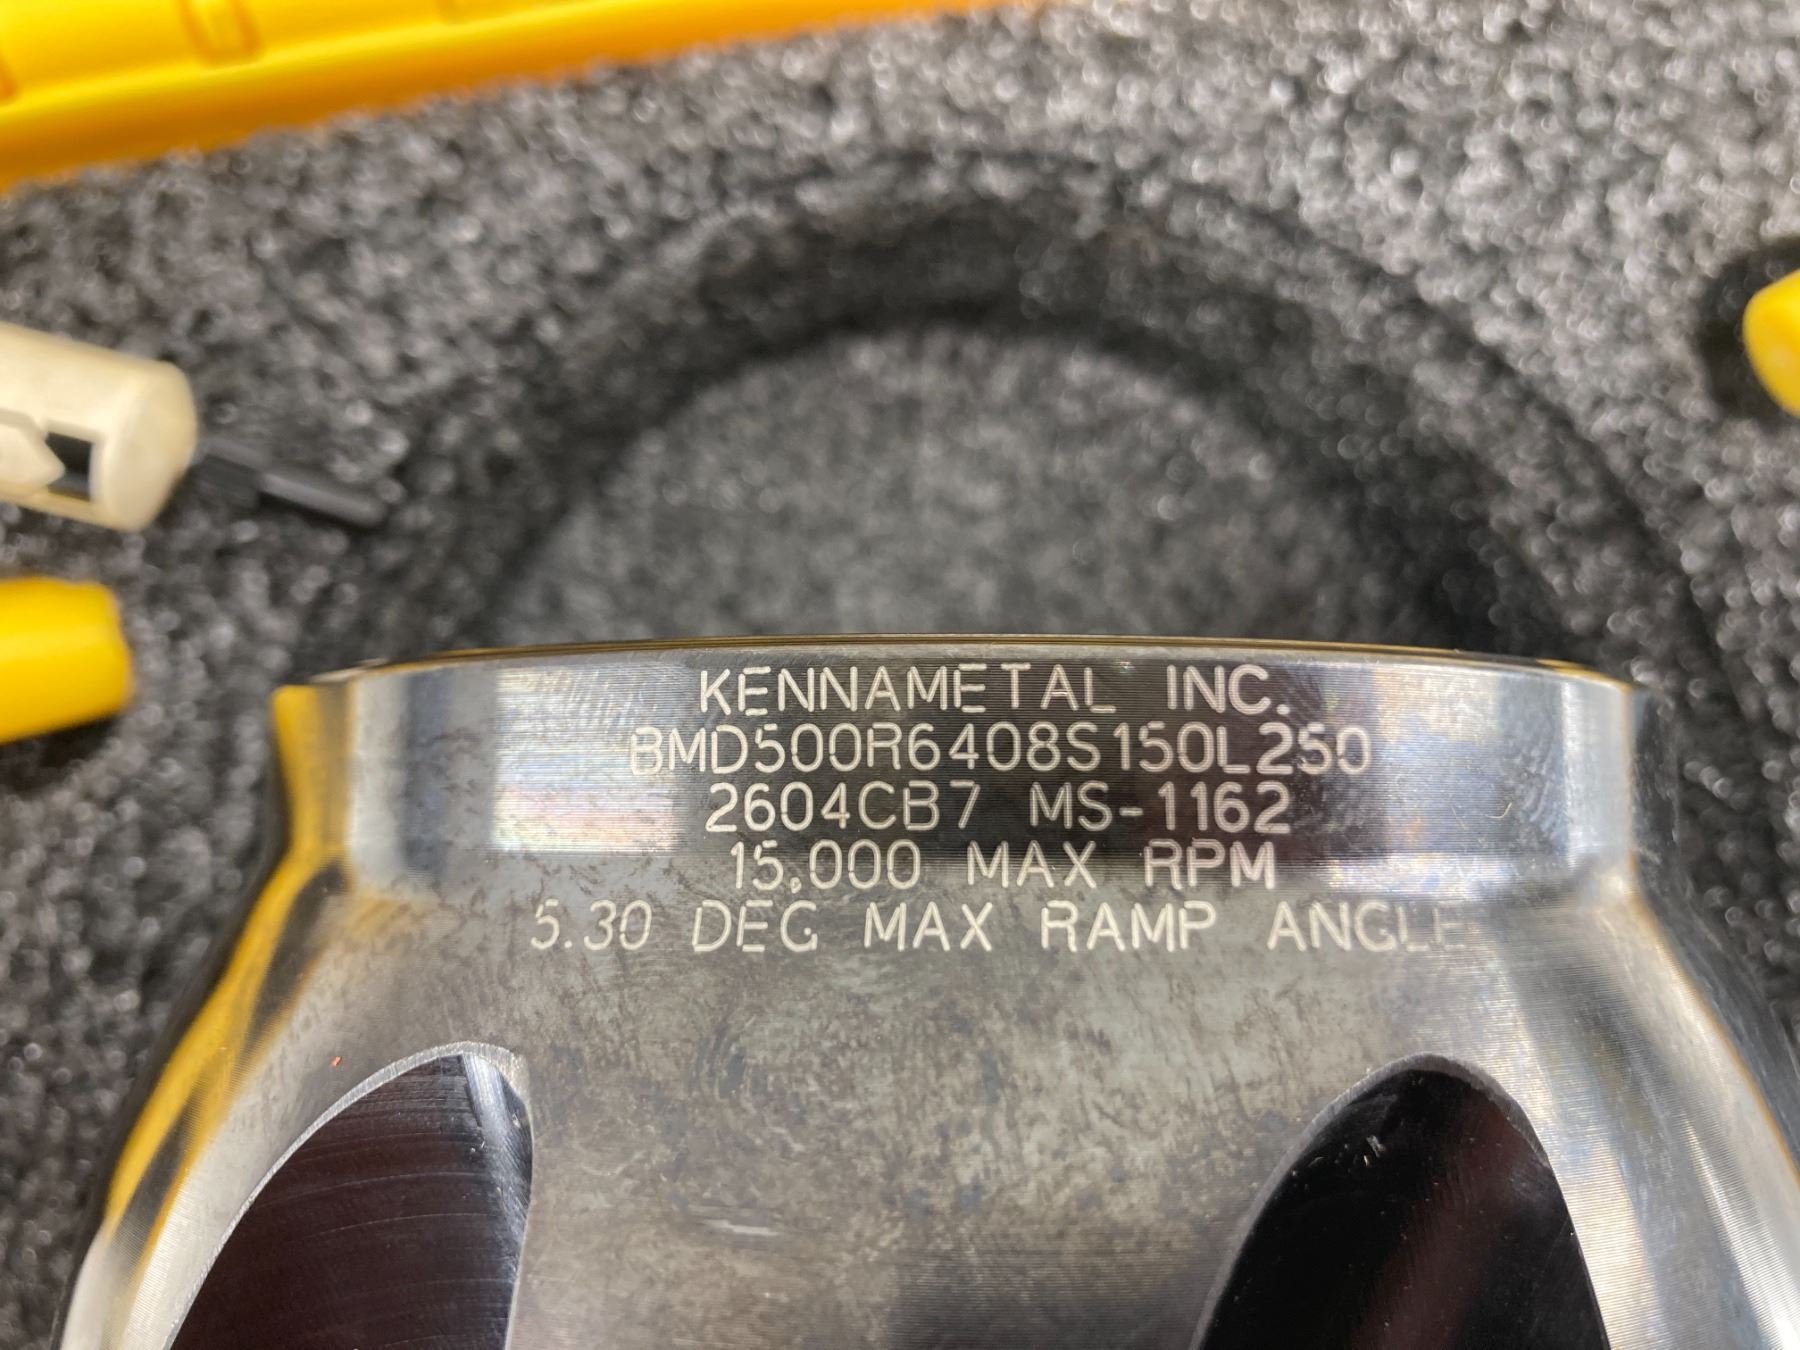 KENNAMETAL INC.
BMD500R6408S150L250
2604CB7 MS-1162
15,000 MAX RPM
5.30 DEG MAX RAMP ANGLE